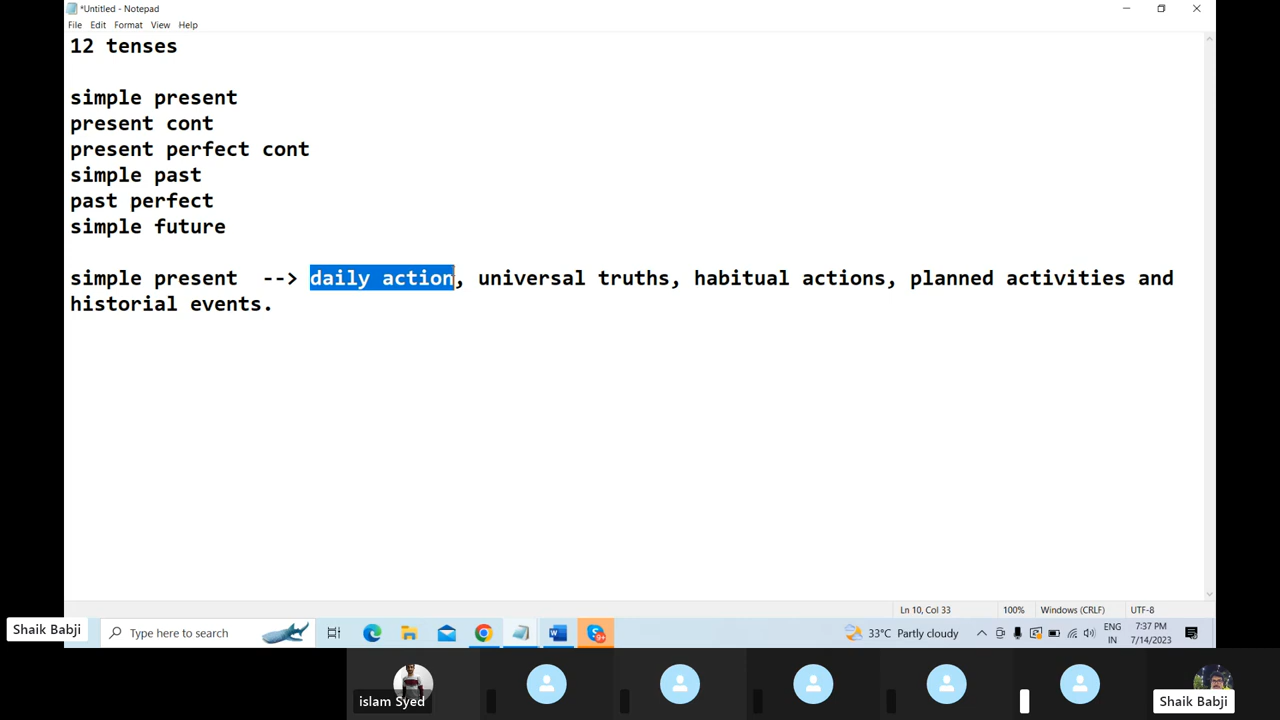 *Untitled - Notepad
File Edit Format View Help
12 tenses
simple present
present cont
present perfect cont
simple past
past perfect
simple future
simple present --> daily action, universal truths, habitual actions, planned activities and
historial events.
Ln 10, Col 33 100% Windows (CRLF) UTF-8
Shaik Babji
Type here to search
33°C Partly cloudy
ENG
IN
7:37 PM
7/14/2023
islam Syed
Shaik Babji